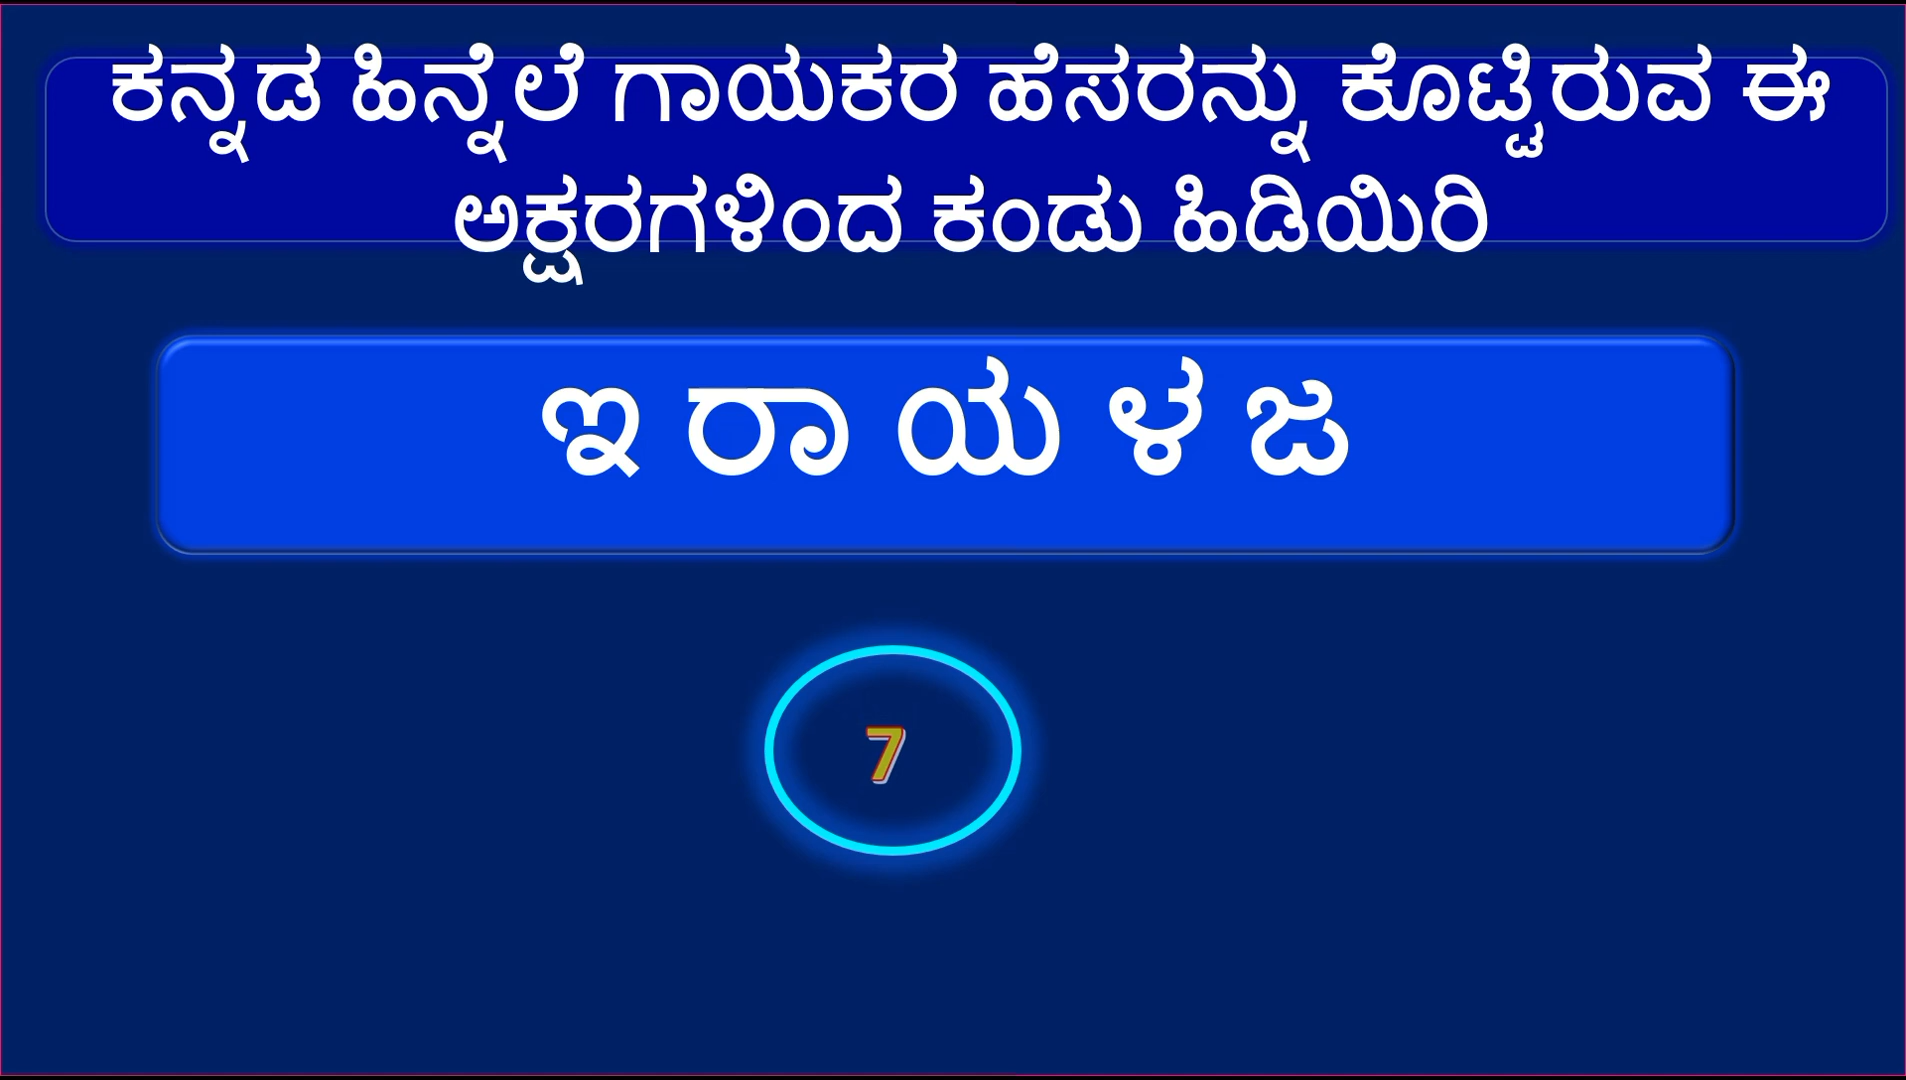 ಕನ್ನಡ ಹಿನ್ನೆಲೆ ಗಾಯಕರ ಹೆಸರನ್ನು ಕೊಟ್ಟಿರುವ ಈ
ಅಕ್ಷರಗಳಿಂದ ಕಂಡು ಹಿಡಿಯಿರಿ
ಇ ರಾ ಯ ಳ ಜ
7